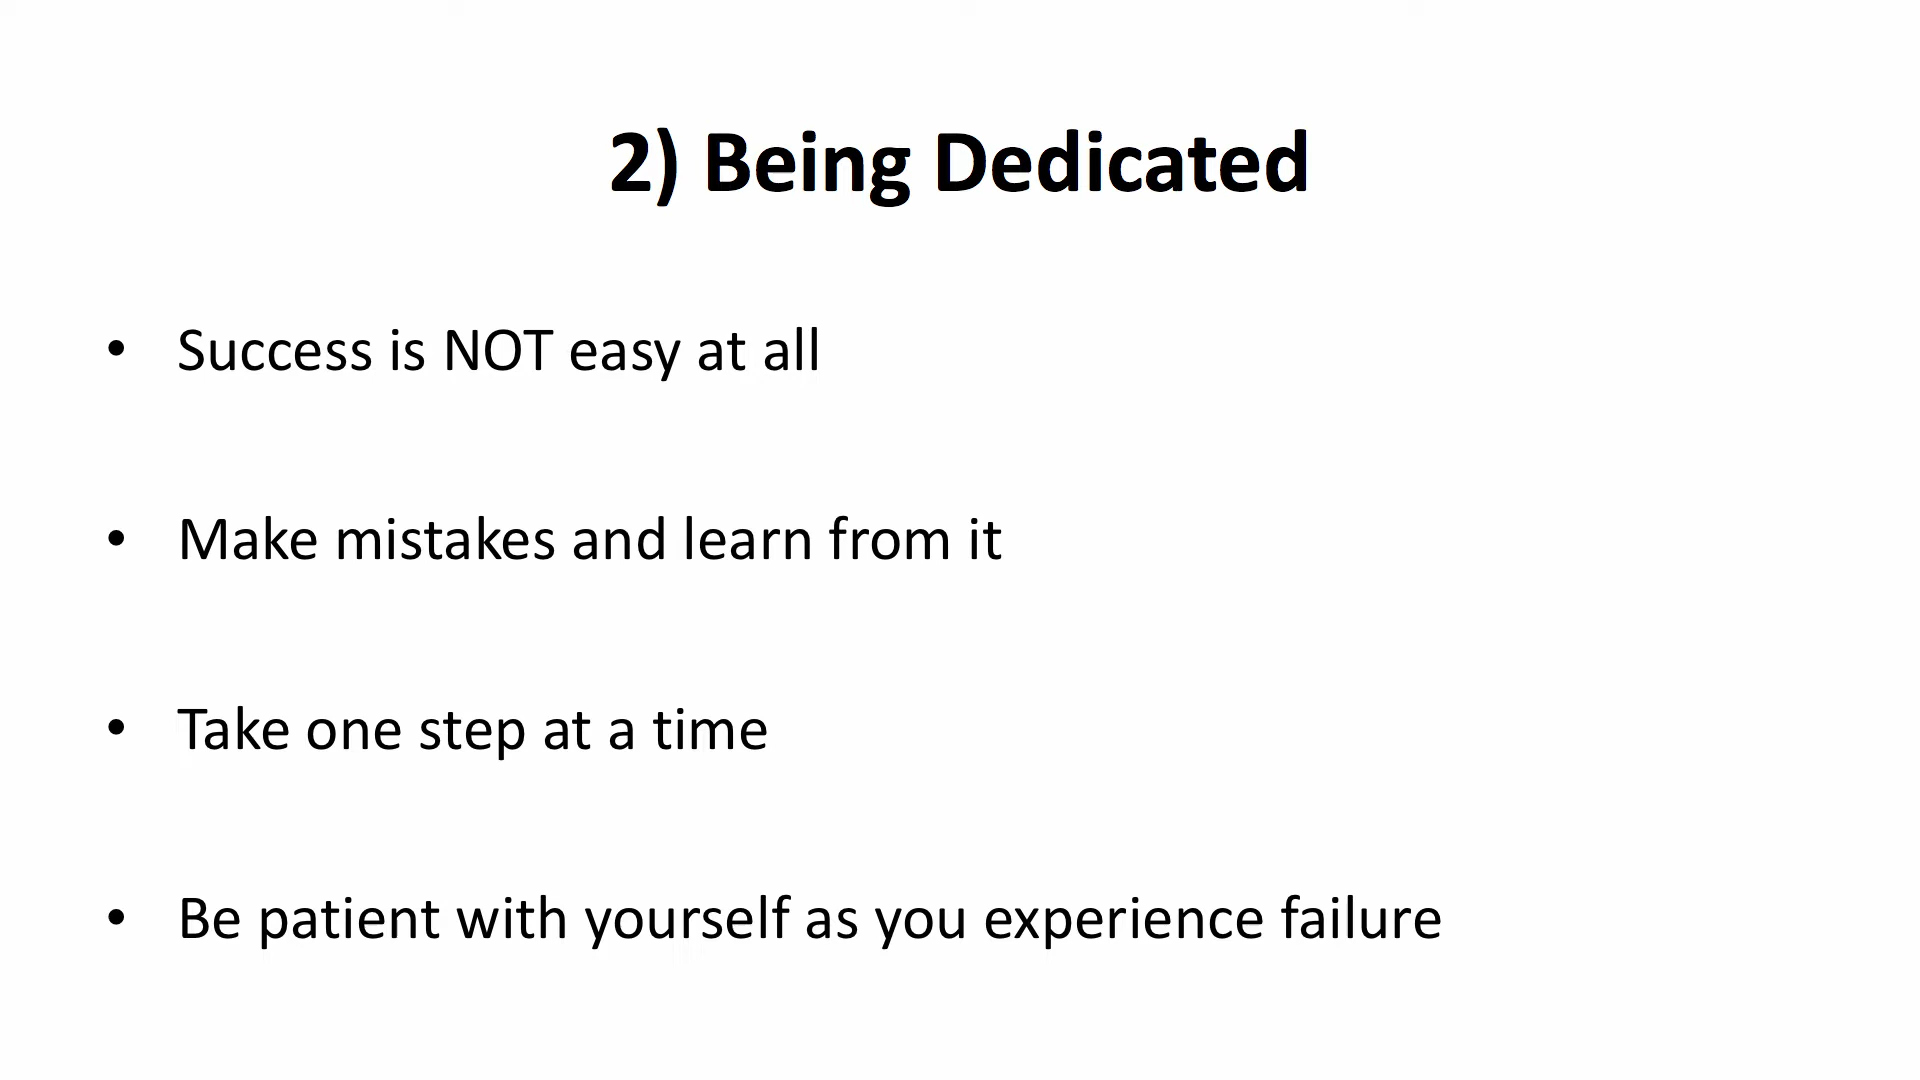 2) Being Dedicated
• Success is NOT easy at all
• Make mistakes and learn from it
• Take one step at a time
• Be patient with yourself as you experience failure